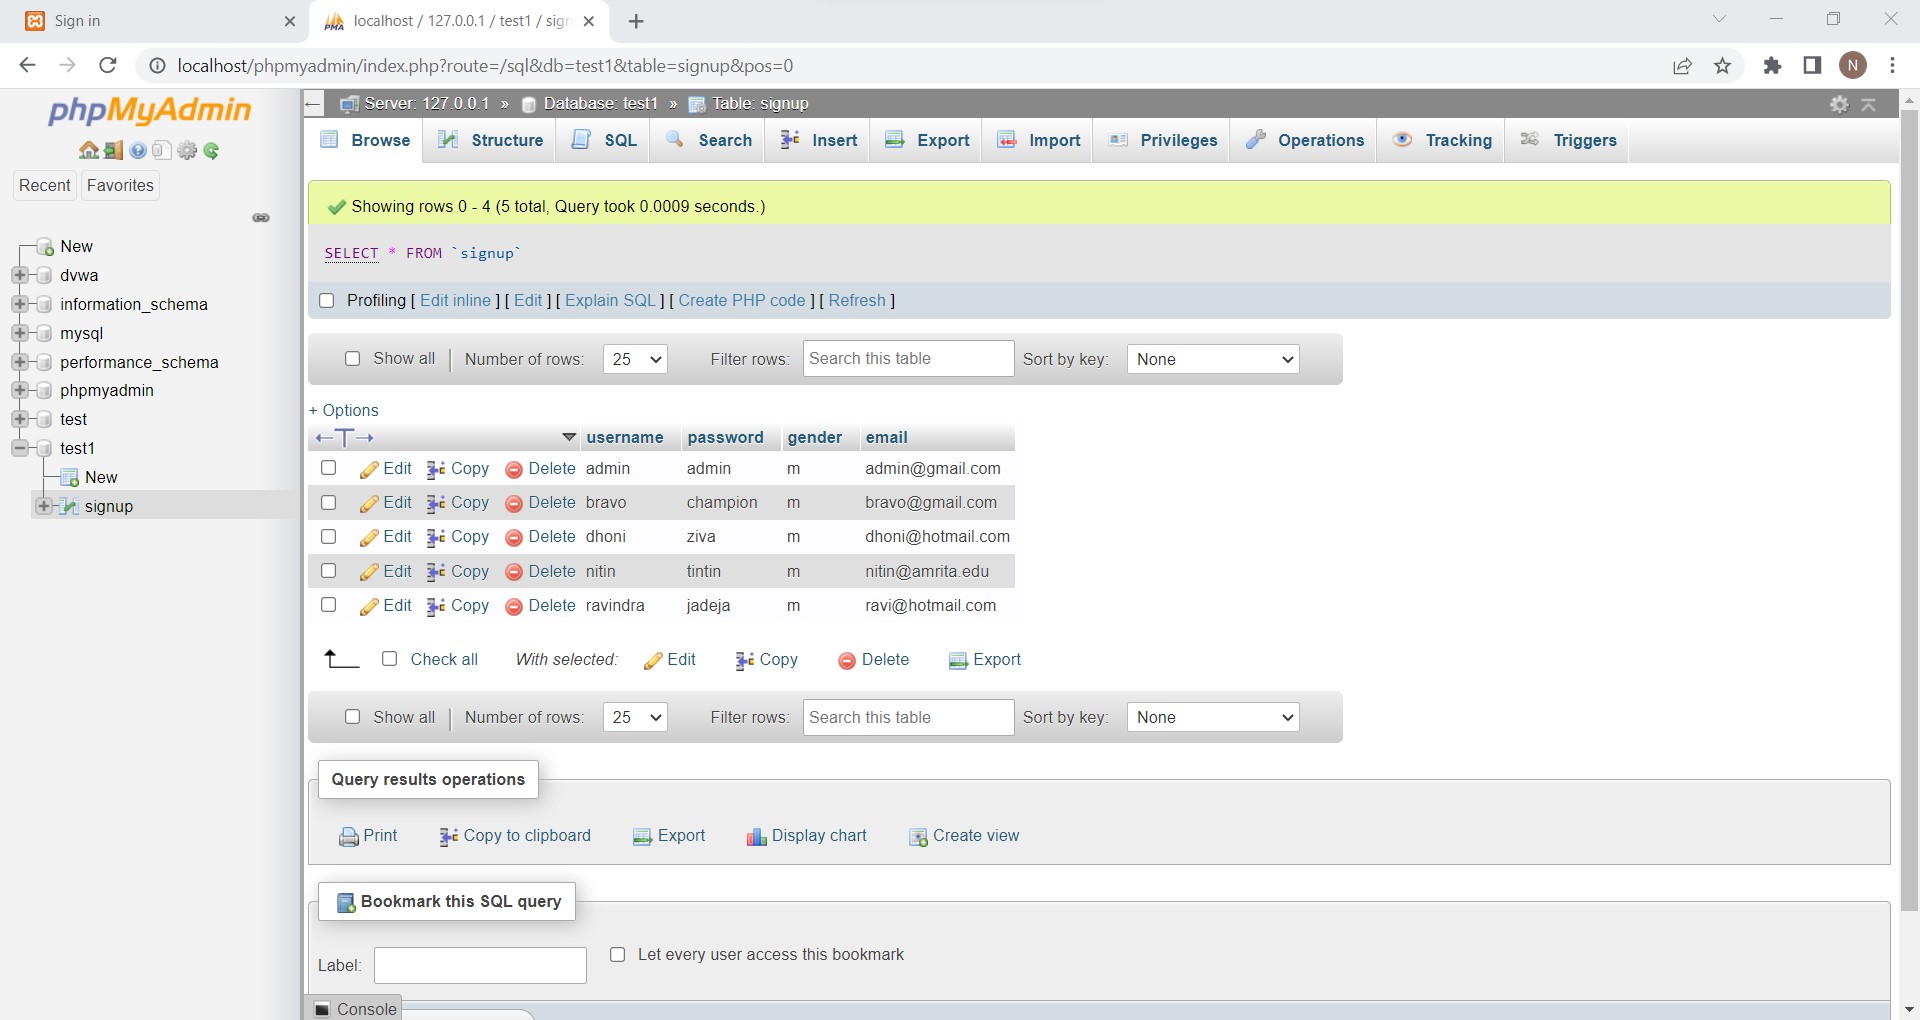 Sign in
localhost / 127.0.0.1 / test1 / sign
localhost/phpmyadmin/index.php?route=/sql&db=test1&table=signup&pos=0
N
phpMyAdmin
Recent Favorites
New
dvwa
information_schema
mysql
performance_schema
phpmyadmin
test
test1
New
signup
Server: 127.0.0.1 » Database: test1 » Table: signup
Browse Structure SQL Search Insert Export Import Privileges Operations Tracking Triggers
Showing rows 0 - 4 (5 total, Query took 0.0009 seconds.)
SELECT * FROM `signup`
Profiling [ Edit inline ] [ Edit ] [ Explain SQL ] [ Create PHP code ] [ Refresh ]
Show all | Number of rows: 25 Filter rows: Search this table Sort by key: None
+ Options
←T→ username password gender email
Edit Copy Delete admin admin m admin@gmail.com
Edit Copy Delete bravo champion m bravo@gmail.com
Edit Copy Delete dhoni ziva m dhoni@hotmail.com
Edit Copy Delete nitin tintin m nitin@amrita.edu
Edit Copy Delete ravindra jadeja m ravi@hotmail.com
Check all With selected: Edit Copy Delete Export
Show all | Number of rows: 25 Filter rows: Search this table Sort by key: None
Query results operations
Print Copy to clipboard Export Display chart Create view
Bookmark this SQL query
Label: Let every user access this bookmark
Console